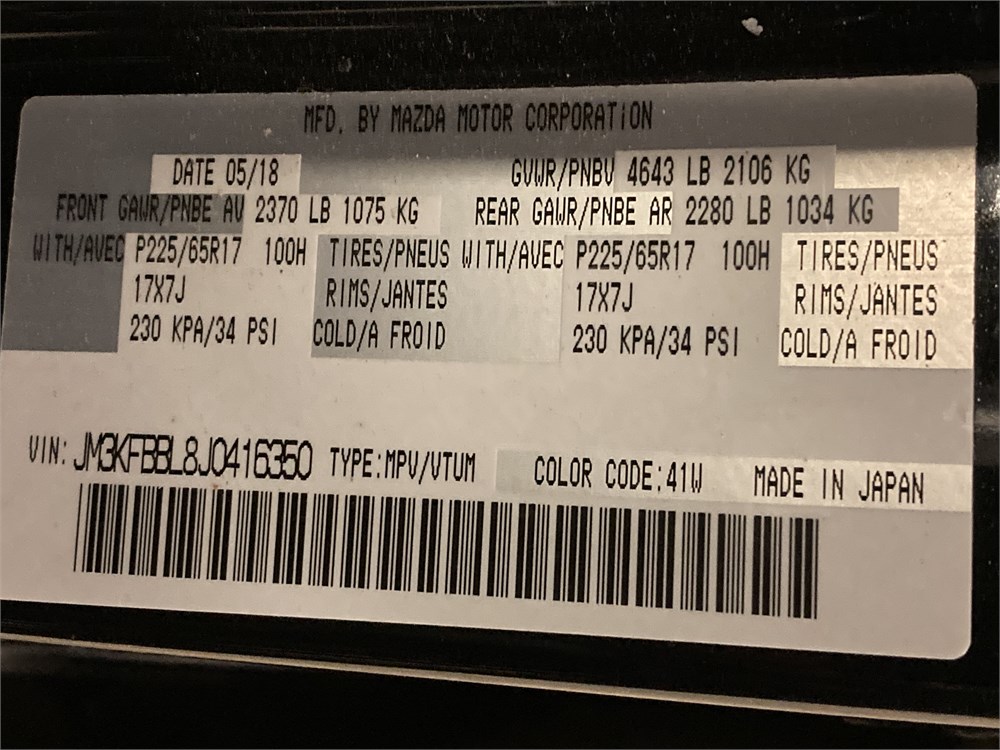 MFD. BY MAZDA MOTOR CORPORATION
DATE 05/18 GVWR/PNBV 4643 LB 2106 KG
FRONT GAWR/PNBE AV 2370 LB 1075 KG REAR GAWR/PNBE AR 2280 LB 1034 KG
WITH/AVEC P225/65R17 100H TIRES/PNEUS WITH/AVEC P225/65R17 100H TIRES/PNEUS
17X7J RIMS/JANTES 17X7J RIMS/JANTES
230 KPA/34 PSI COLD/A FROID 230 KPA/34 PSI COLD/A FROID
VIN: JM3KFBBL8J0416350 TYPE:MPV/VTUM COLOR CODE:41W MADE IN JAPAN